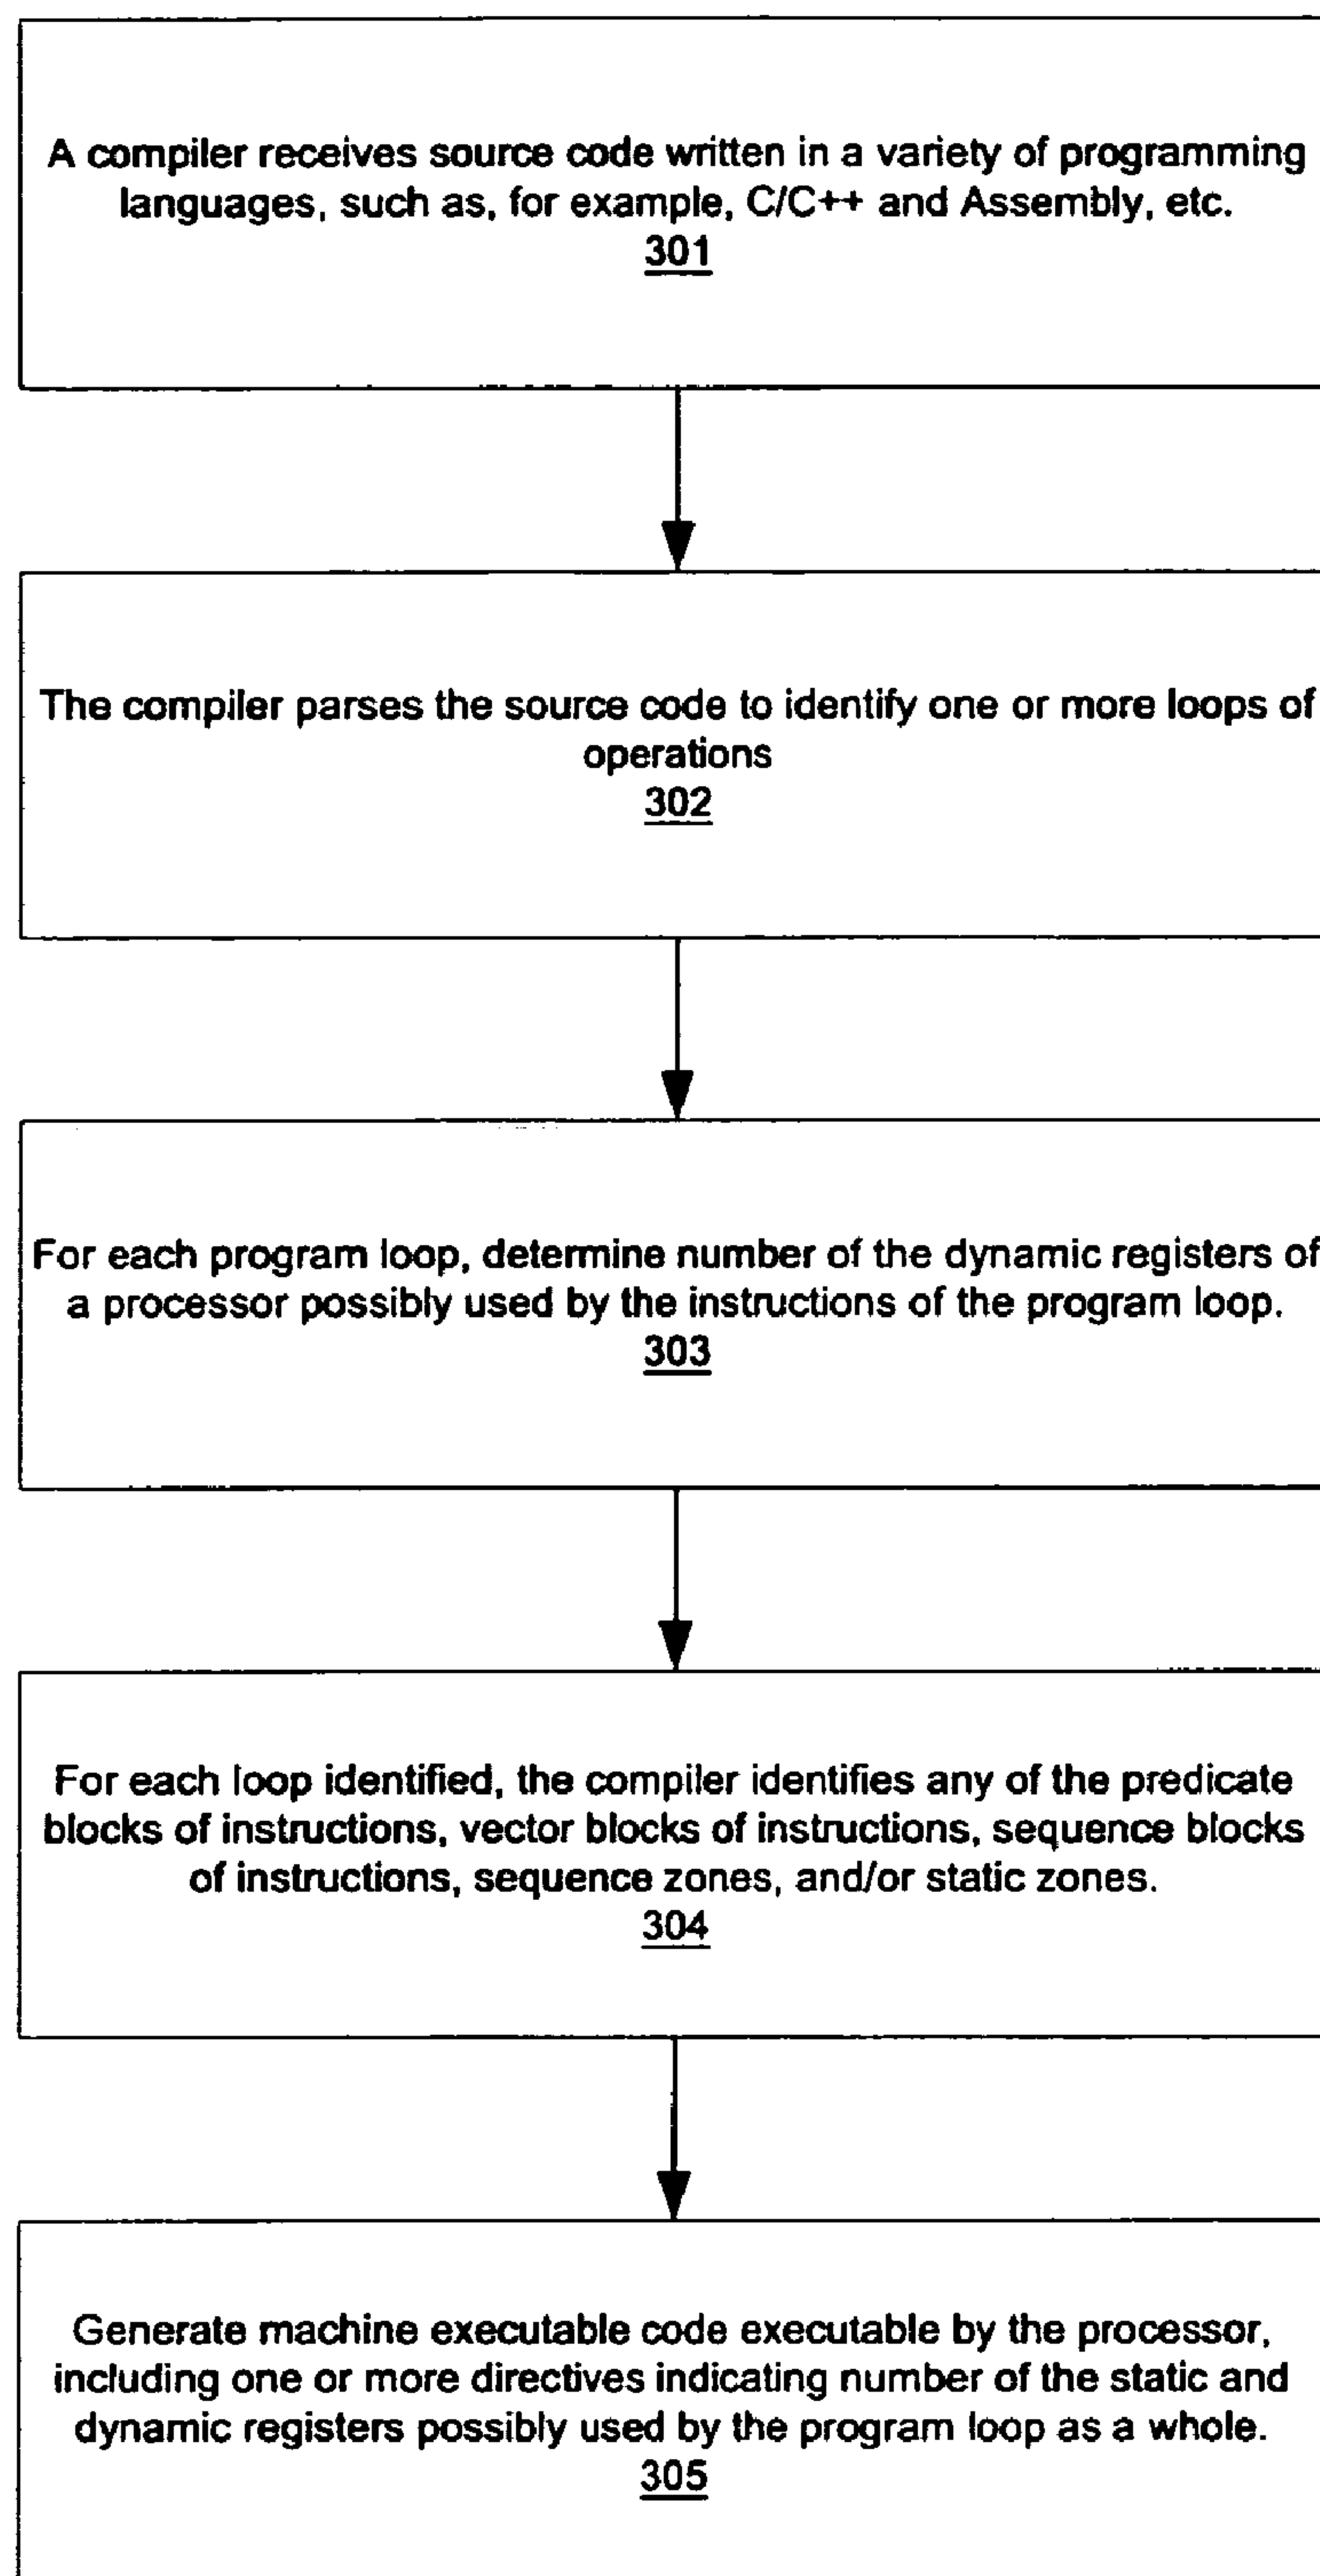 A compiler receives source code written in a variety of programming
languages, such as, for example, C/C++ and Assembly, etc.
301
The compiler parses the source code to identify one or more loops of
operations
302
For each program loop, determine number of the dynamic registers of
a processor possibly used by the instructions of the program loop.
303
For each loop identified, the compiler identifies any of the predicate
blocks of instructions, vector blocks of instructions, sequence blocks
of instructions, sequence zones, and/or static zones.
304
Generate machine executable code executable by the processor,
including one or more directives indicating number of the static and
dynamic registers possibly used by the program loop as a whole.
305